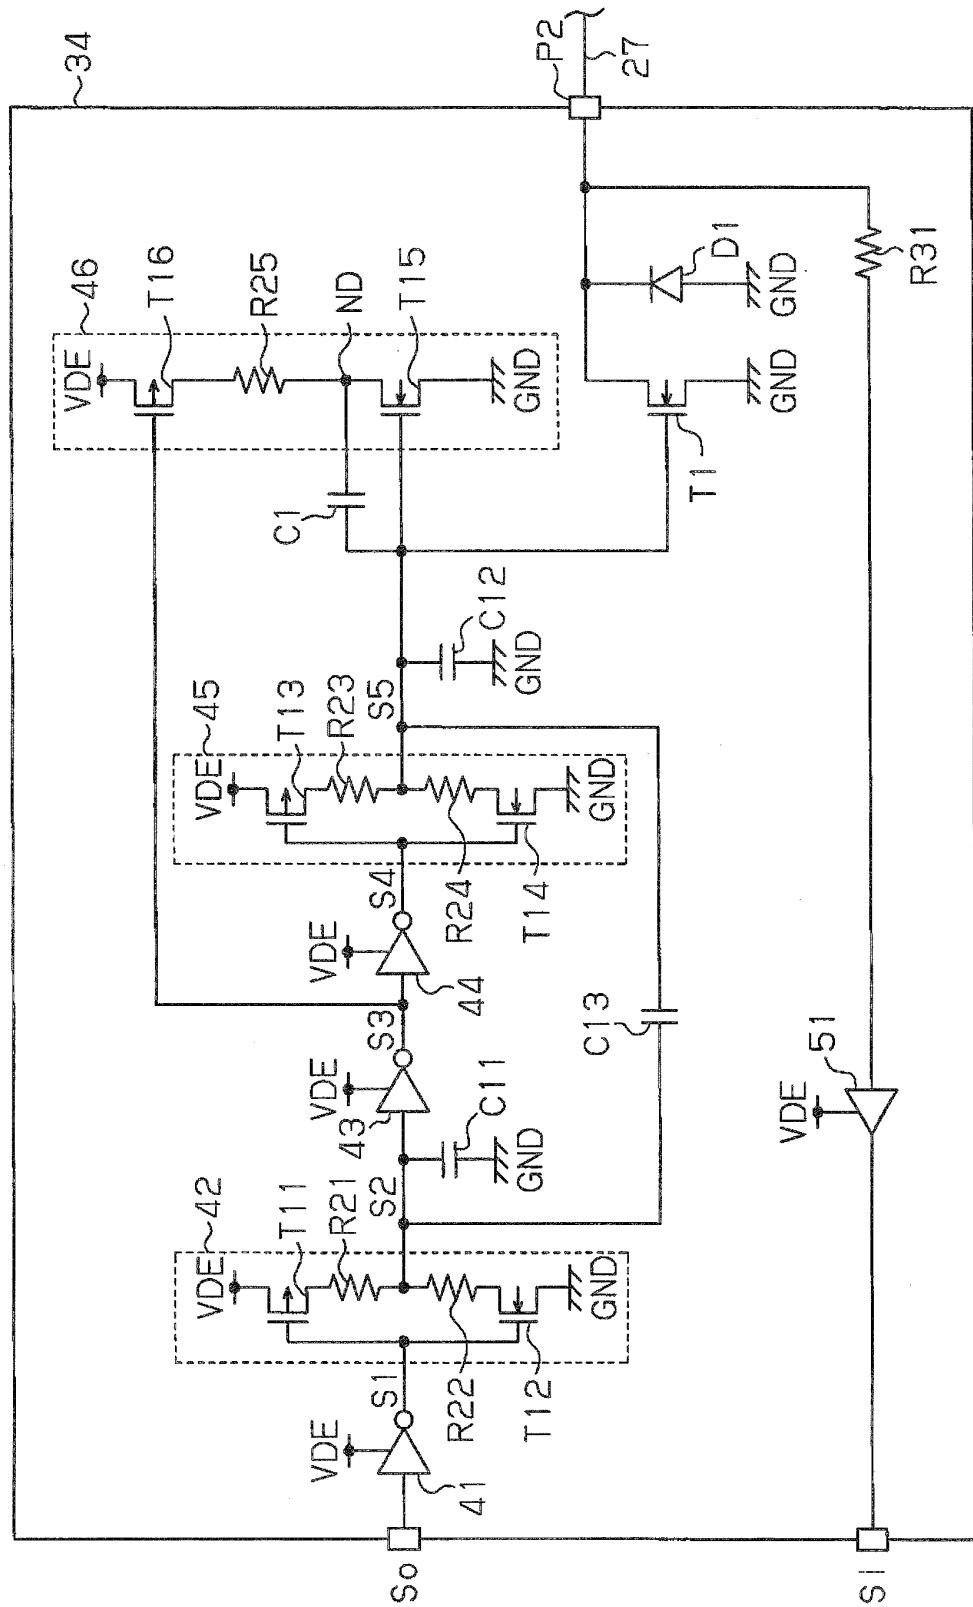 34
P2
27
46
VDE
T16
R25
ND
T15
GND
C1
D1
GND
GND
T1
R31
C12
GND
45
VDE
T13
R23
S5
GND
S4
R24
T14
VDE
44
S3
VDE
43
C11
GND
C13
VDE
51
42
VDE
T11
R21
S2
GND
S1
R22
T12
VDE
41
So
Si